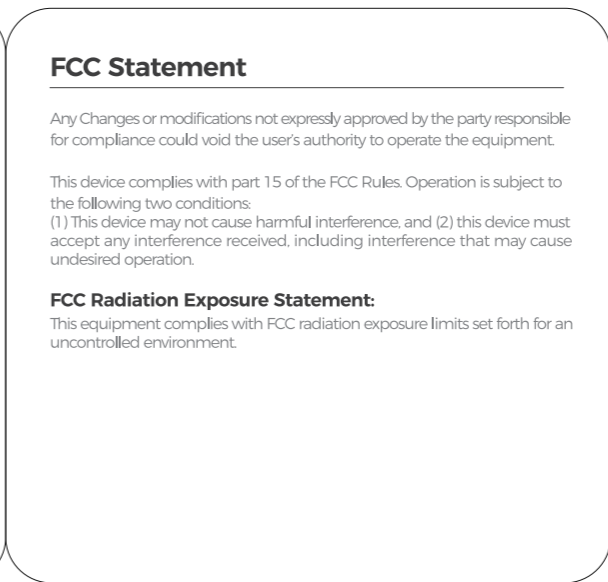 FCC Statement
Any Changes or modifications not expressly approved by the party responsible
for compliance could void the user's authority to operate the equipment.
This device complies with part 15 of the FCC Rules. Operation is subject to
the following two conditions:
(1) This device may not cause harmful interference, and (2) this device must
accept any interference received, including interference that may cause
undesired operation.
FCC Radiation Exposure Statement:
This equipment complies with FCC radiation exposure limits set forth for an
uncontrolled environment.